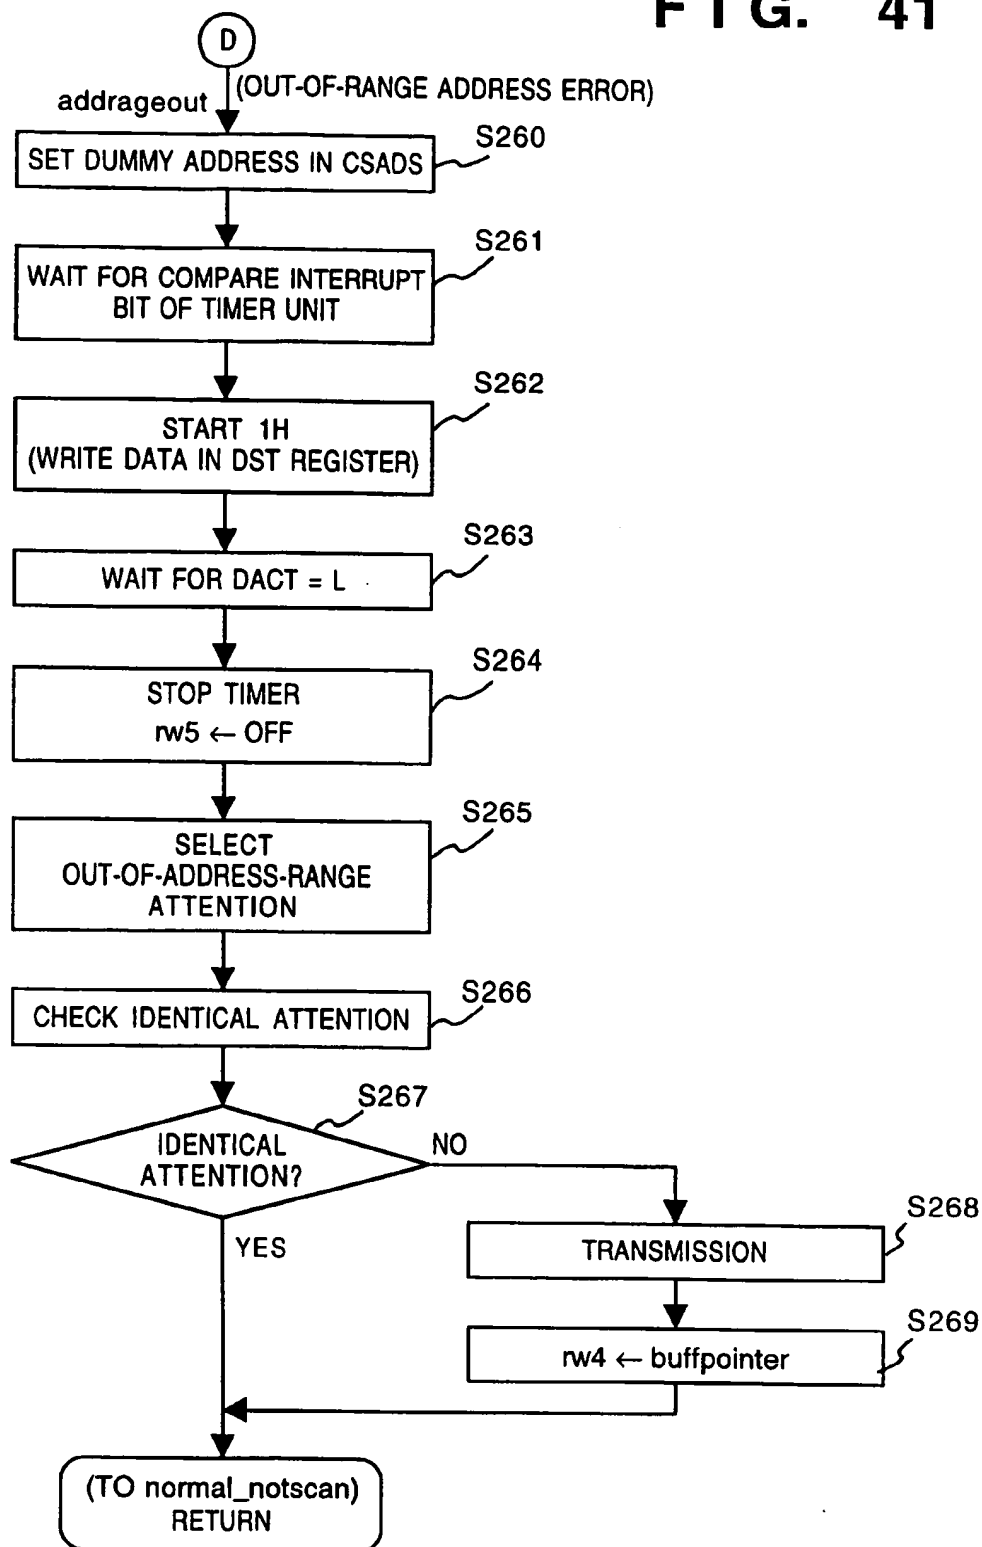 FIG. 41
D
(OUT-OF-RANGE ADDRESS ERROR)
addrageout
S260
SET DUMMY ADDRESS IN CSADS
S261
WAIT FOR COMPARE INTERRUPT
BIT OF TIMER UNIT
S262
START 1H
(WRITE DATA IN DST REGISTER)
S263
WAIT FOR DACT = L
S264
STOP TIMER
rw5 ← OFF
S265
SELECT
OUT-OF-ADDRESS-RANGE
ATTENTION
S266
CHECK IDENTICAL ATTENTION
S267
IDENTICAL
ATTENTION?
NO
YES
S268
TRANSMISSION
S269
rw4 ← buffpointer
(TO normal_notscan)
RETURN